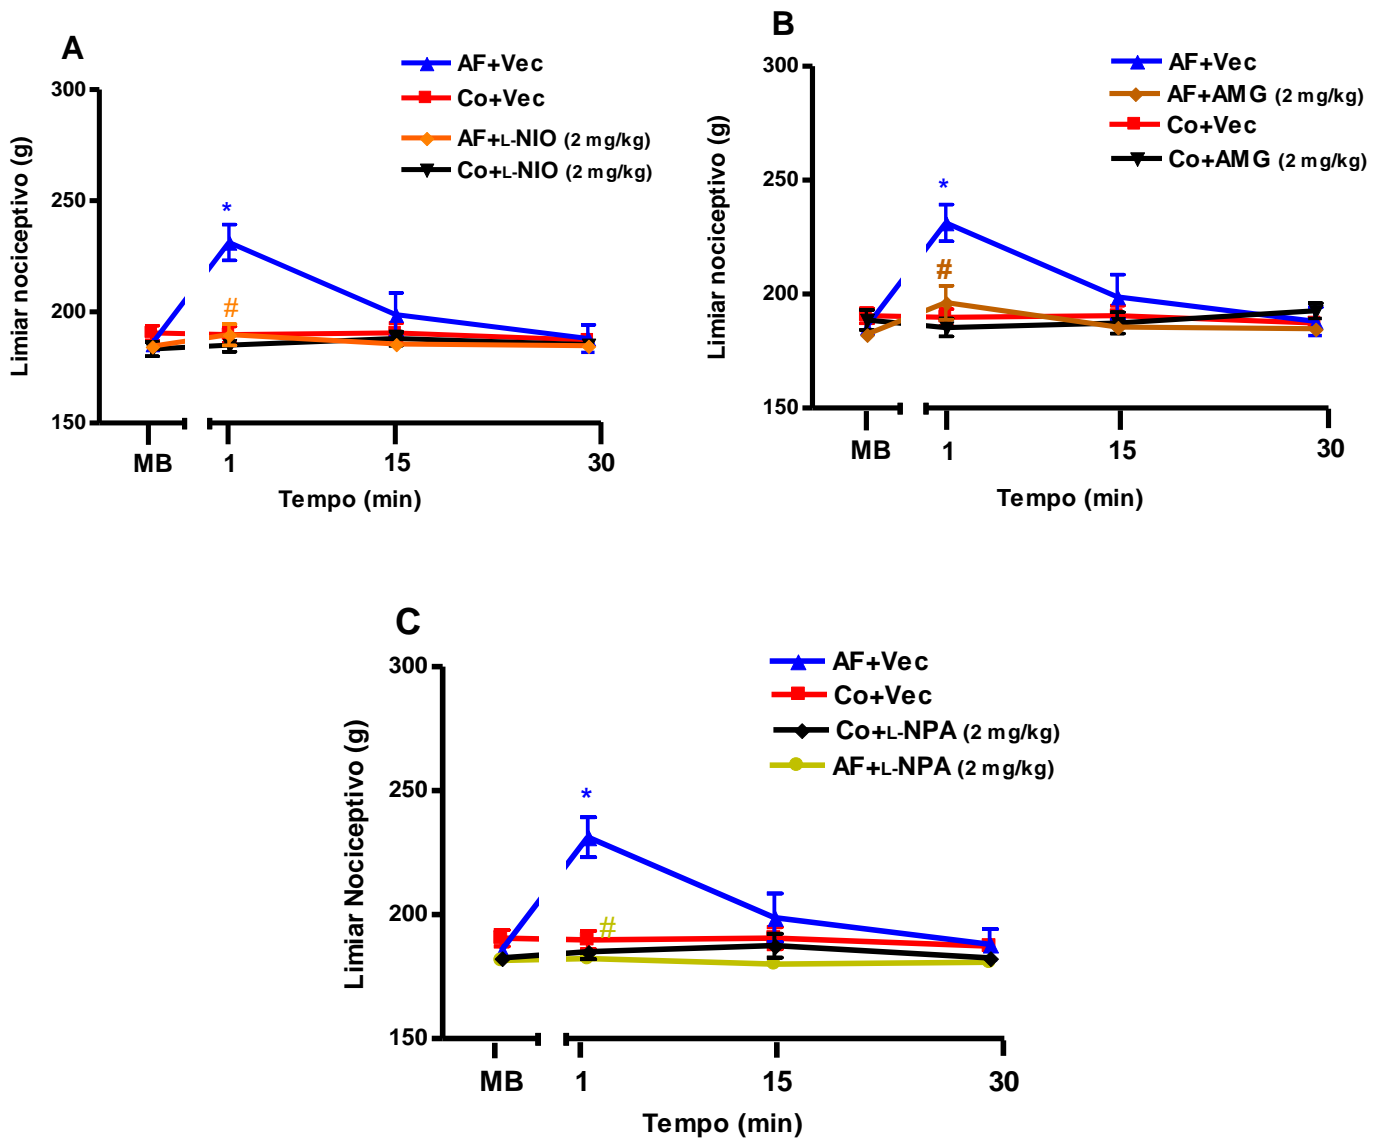 A
AF+Vec
Co+Vec
AF+L-NIO (2 mg/kg)
Co+L-NIO (2 mg/kg)
300
250
200
150
Limiar nociceptivo (g)
*
#
MB 1 15 30
Tempo (min)
B
AF+Vec
AF+AMG (2 mg/kg)
Co+Vec
Co+AMG (2 mg/kg)
300
250
200
150
Limiar nociceptivo (g)
*
#
MB 1 15 30
Tempo (min)
C
AF+Vec
Co+Vec
Co+L-NPA (2 mg/kg)
AF+L-NPA (2 mg/kg)
300
250
200
150
Limiar Nociceptivo (g)
*
#
MB 1 15 30
Tempo (min)